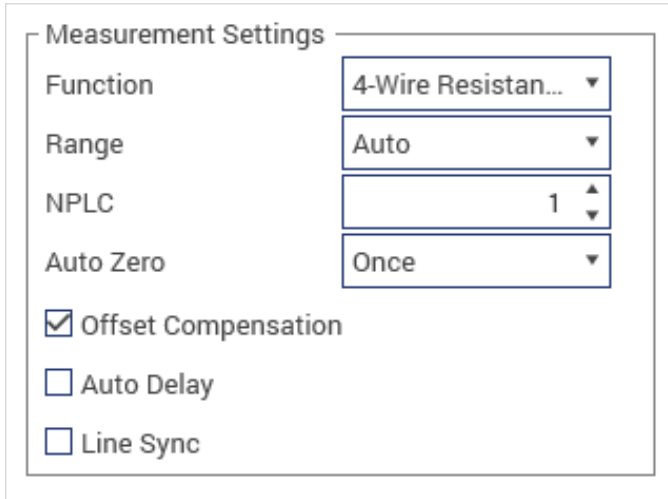 Measurement Settings
Function 4-Wire Resistan...
Range Auto
NPLC 1
Auto Zero Once
Offset Compensation
Auto Delay
Line Sync